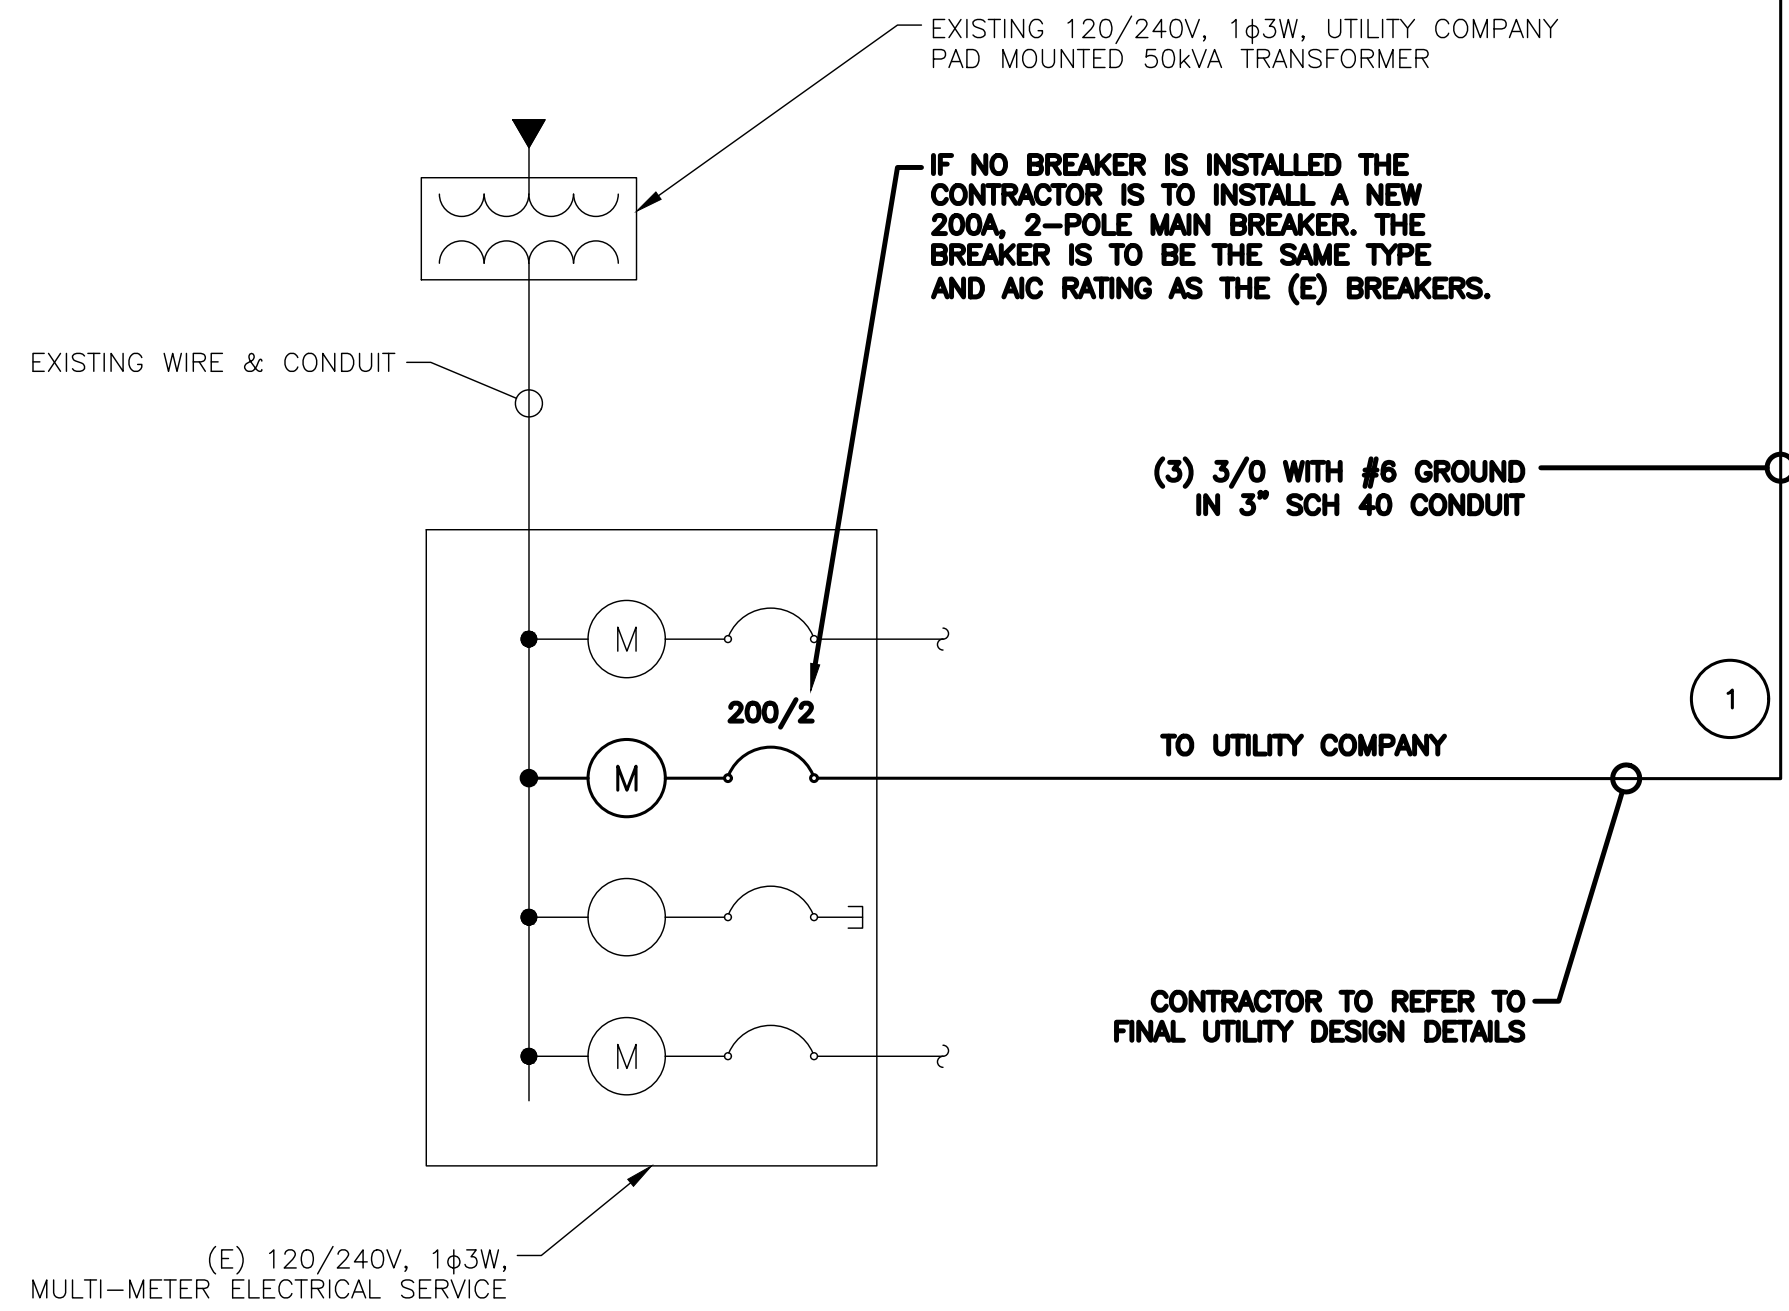 EXISTING 120/240V, 1ϕ3W, UTILITY COMPANY
PAD MOUNTED 50kVA TRANSFORMER
IF NO BREAKER IS INSTALLED THE
CONTRACTOR IS TO INSTALL A NEW
200A, 2-POLE MAIN BREAKER. THE
BREAKER IS TO BE THE SAME TYPE
AND AIC RATING AS THE (E) BREAKERS.
EXISTING WIRE & CONDUIT
(3) 3/0 WITH #6 GROUND
IN 3" SCH 40 CONDUIT
M
200/2
1
TO UTILITY COMPANY
M
CONTRACTOR TO REFER TO
FINAL UTILITY DESIGN DETAILS
M
(E) 120/240V, 1ϕ3W,
MULTI-METER ELECTRICAL SERVICE